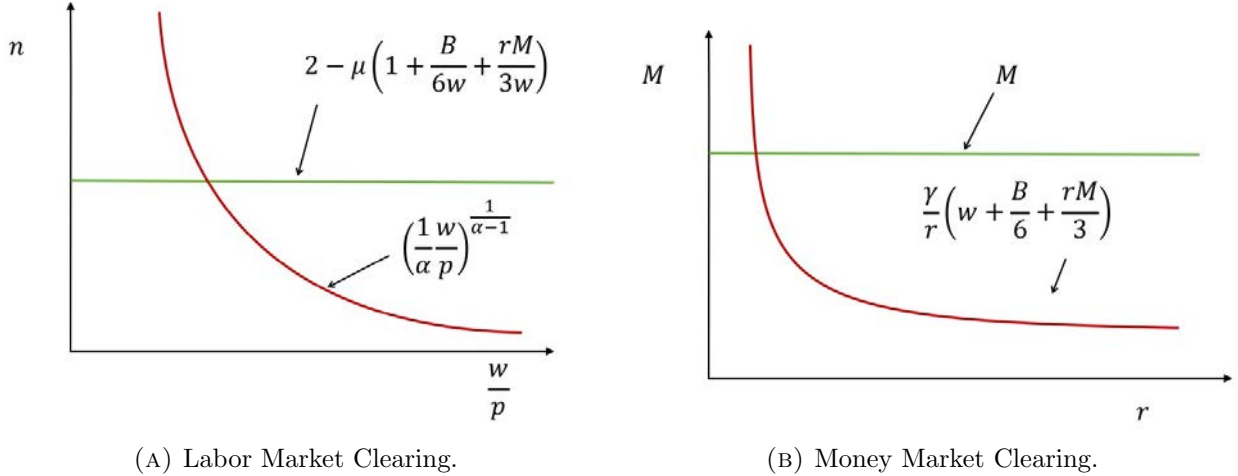 n
2 − μ(1 + B/6w + rM/3w)
(1/α w/p)^(1/(α−1))
w/p
(A) Labor Market Clearing.
M
M
γ/r(w + B/6 + rM/3)
r
(B) Money Market Clearing.